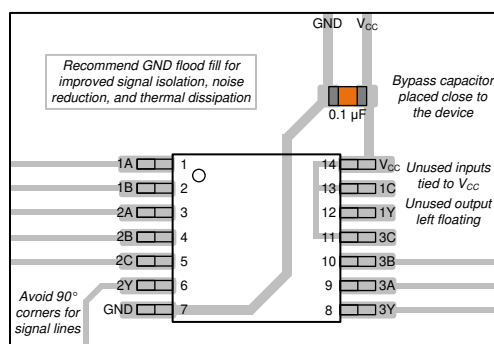 GND VCC
Recommend GND flood fill for
improved signal isolation, noise
reduction, and thermal dissipation
Bypass capacitor
placed close to
the device
0.1 µF
1A 1 14 VCC
Unused inputs
tied to VCC
1B 2 13 1C
2A 3 12 1Y
Unused output
left floating
2B 4 11 3C
2C 5 10 3B
2Y 6 9 3A
Avoid 90°
corners for
signal lines
GND 7 8 3Y